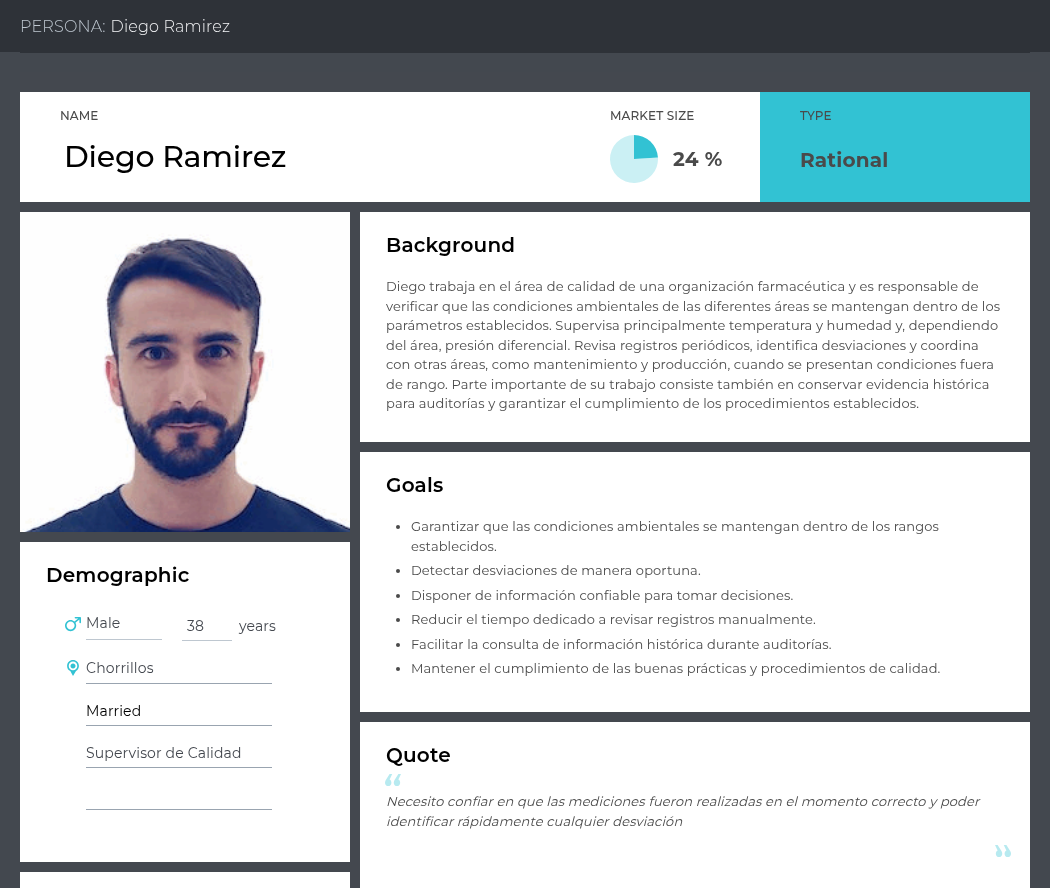 PERSONA: Diego Ramirez
NAME
Diego Ramirez
MARKET SIZE
24 %
TYPE
Rational
Background
Diego trabaja en el área de calidad de una organización farmacéutica y es responsable de
verificar que las condiciones ambientales de las diferentes áreas se mantengan dentro de los
parámetros establecidos. Supervisa principalmente temperatura y humedad y, dependiendo
del área, presión diferencial. Revisa registros periódicos, identifica desviaciones y coordina
con otras áreas, como mantenimiento y producción, cuando se presentan condiciones fuera
de rango. Parte importante de su trabajo consiste también en conservar evidencia histórica
para auditorías y garantizar el cumplimiento de los procedimientos establecidos.
Goals
• Garantizar que las condiciones ambientales se mantengan dentro de los rangos
establecidos.
• Detectar desviaciones de manera oportuna.
• Disponer de información confiable para tomar decisiones.
• Reducir el tiempo dedicado a revisar registros manualmente.
• Facilitar la consulta de información histórica durante auditorías.
• Mantener el cumplimiento de las buenas prácticas y procedimientos de calidad.
Demographic
Male 38 years
Chorrillos
Married
Supervisor de Calidad
Quote
“
Necesito confiar en que las mediciones fueron realizadas en el momento correcto y poder
identificar rápidamente cualquier desviación
”